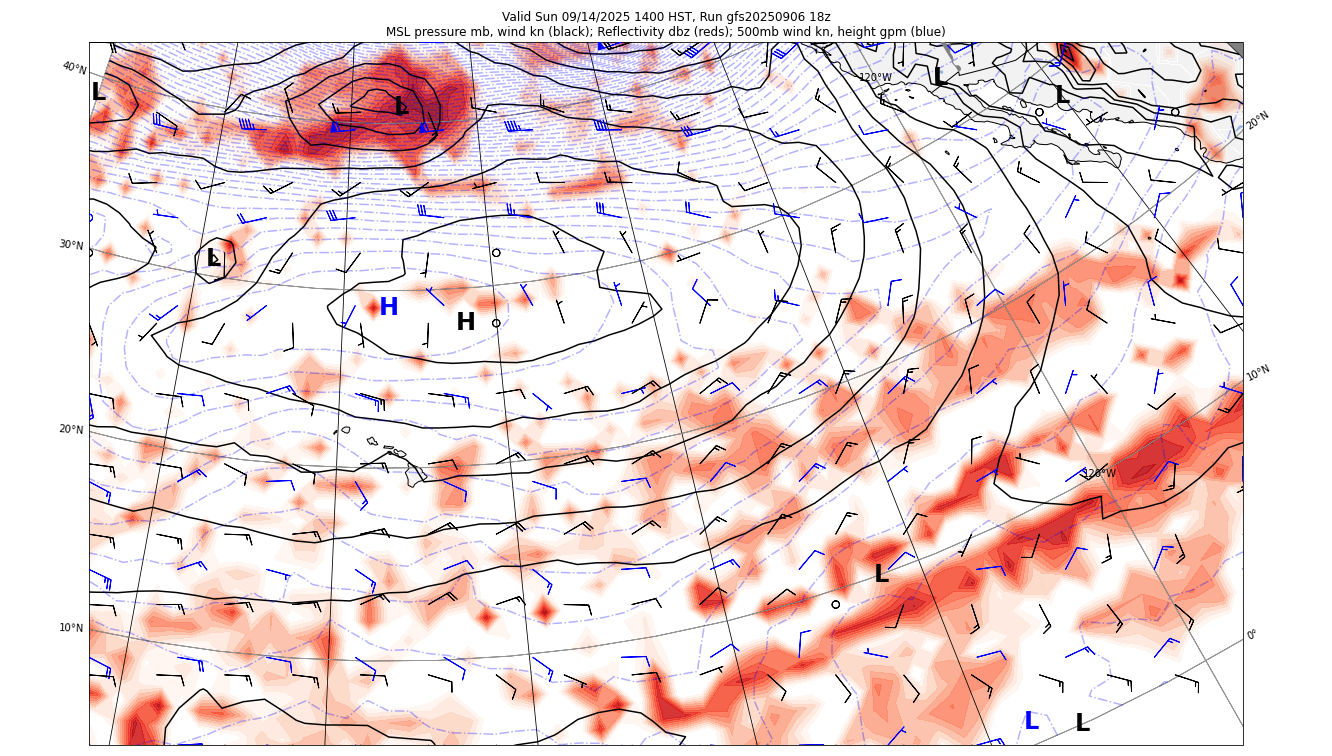 Valid Sun 09/14/2025 1400 HST, Run gfs20250906 18z
MSL pressure mb, wind kn (black); Reflectivity dbz (reds); 500mb wind kn, height gpm (blue)
40°N
120°W
L
L
L
L
20°N
30°N
L
H
H
10°N
20°N
120°W
L
10°N
0°
L
L